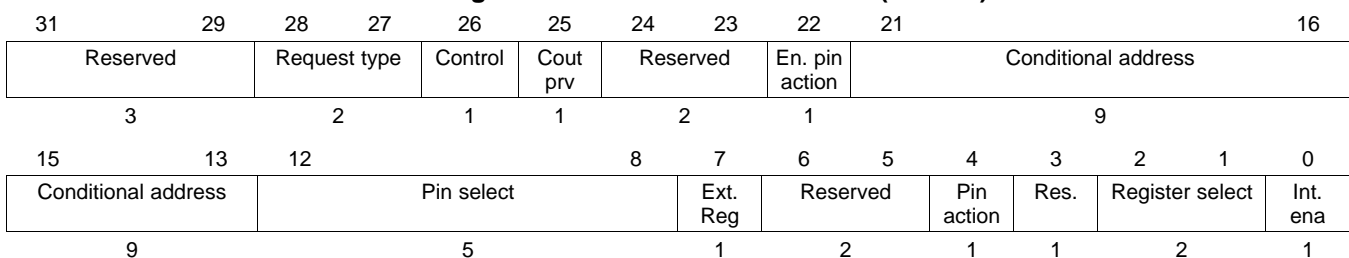 31 29 28 27 26 25 24 23 22 21 16
Reserved Request type Control Cout prv Reserved En. pin action Conditional address
3 2 1 1 2 1 9
15 13 12 8 7 6 5 4 3 2 1 0
Conditional address Pin select Ext. Reg Reserved Pin action Res. Register select Int. ena
9 5 1 2 1 1 2 1